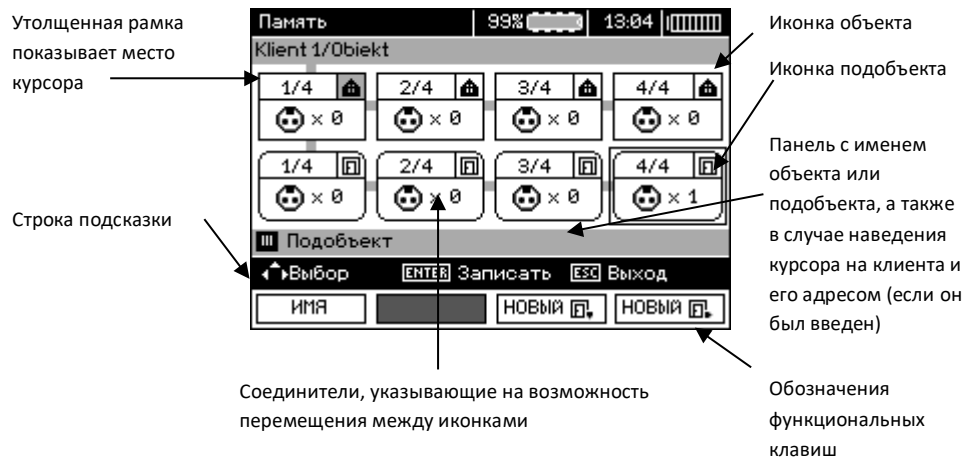 Утолщенная рамка
показывает место
курсора
Строка подсказки
Память 99% 13:04
Klient 1/Obiekt
1/4 2/4 3/4 4/4
x 0 x 0 x 0 x 0
1/4 2/4 3/4 4/4
x 0 x 0 x 0 x 1
Подобъект
Выбор ENTER Записать ESC Выход
ИМЯ НОВЫЙ НОВЫЙ
Иконка объекта
Иконка подобъекта
Панель с именем
объекта или
подобъекта, а также
в случае наведения
курсора на клиента и
его адресом (если он
был введен)
Соединители, указывающие на возможность
перемещения между иконками
Обозначения
функциональных
клавиш